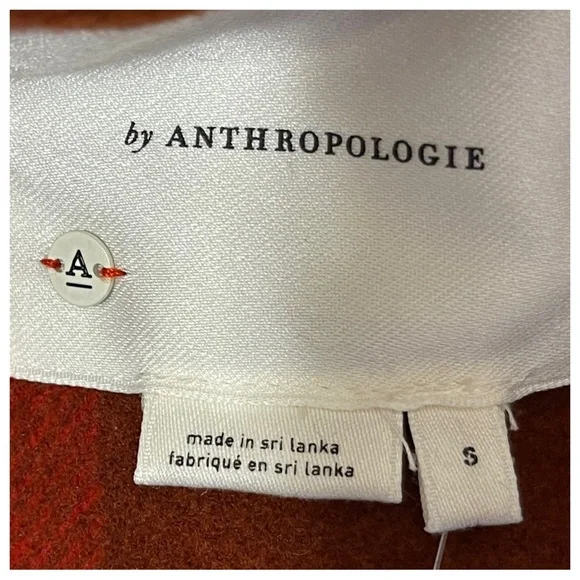 by ANTHROPOLOGIE
A
made in sri lanka
fabriqué en sri lanka
S